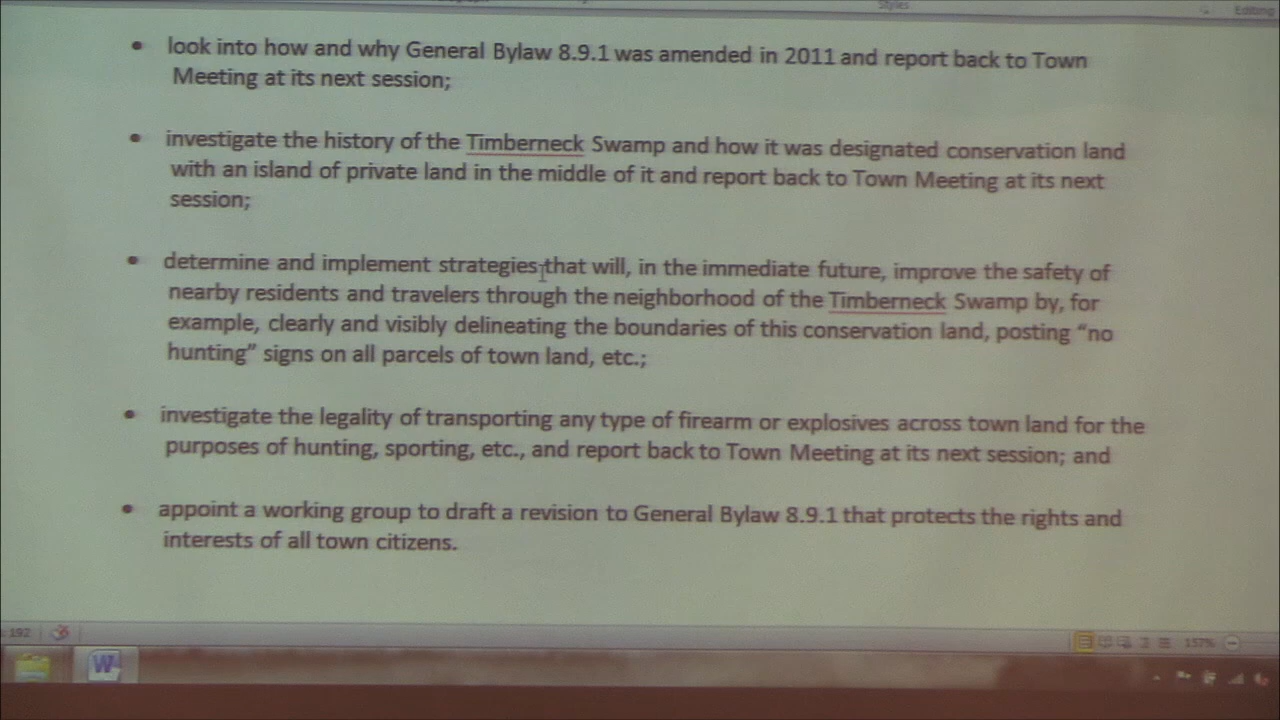 Styles
Editing
• look into how and why General Bylaw 8.9.1 was amended in 2011 and report back to Town
Meeting at its next session;
• investigate the history of the Timberneck Swamp and how it was designated conservation land
with an island of private land in the middle of it and report back to Town Meeting at its next
session;
• determine and implement strategies that will, in the immediate future, improve the safety of
nearby residents and travelers through the neighborhood of the Timberneck Swamp by, for
example, clearly and visibly delineating the boundaries of this conservation land, posting “no
hunting” signs on all parcels of town land, etc.;
• investigate the legality of transporting any type of firearm or explosives across town land for the
purposes of hunting, sporting, etc., and report back to Town Meeting at its next session; and
• appoint a working group to draft a revision to General Bylaw 8.9.1 that protects the rights and
interests of all town citizens.
: 192
157%
W